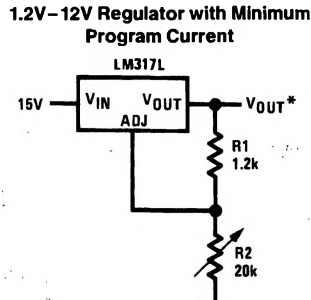 1.2V–12V Regulator with Minimum
Program Current
LM317L
15V
VIN
VOUT
VOUT*
ADJ
R1
1.2k
R2
20k